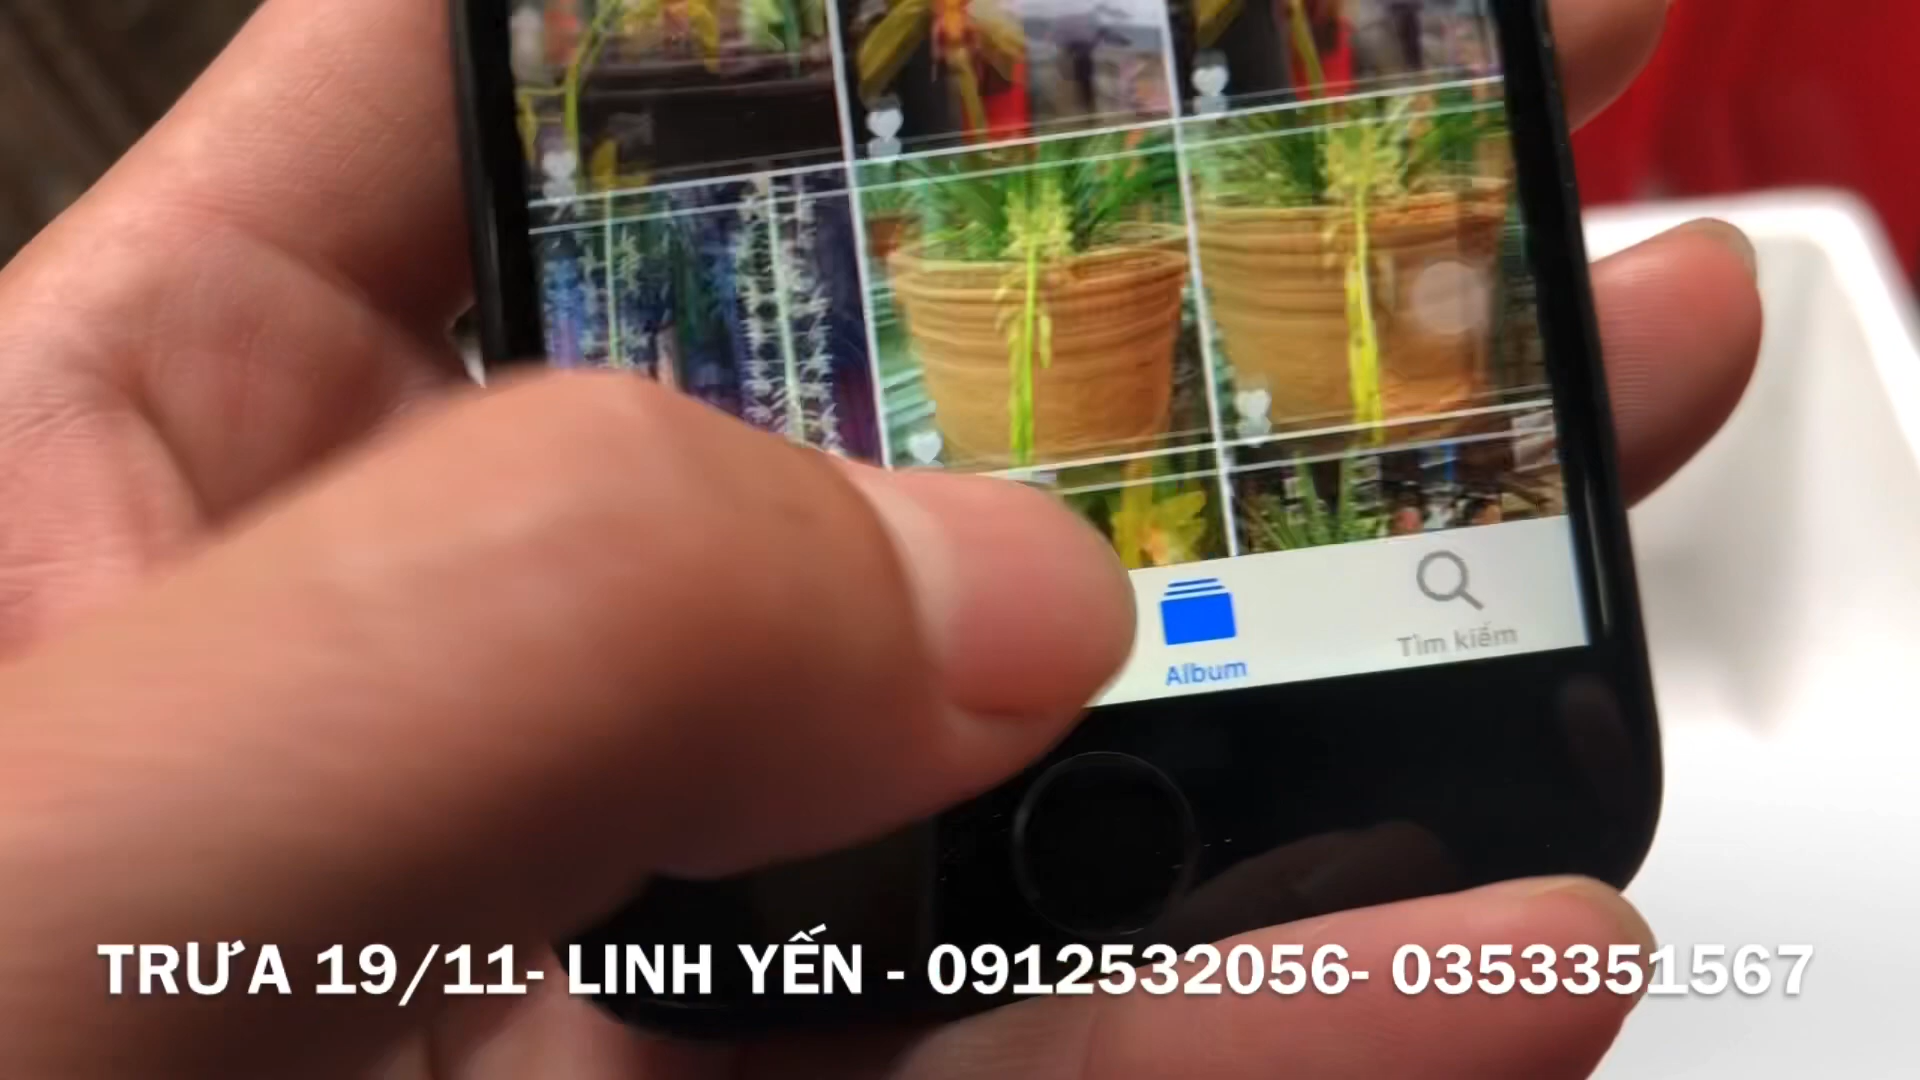 Album
Tìm kiếm
TRƯA 19/11- LINH YẾN - 0912532056- 0353351567